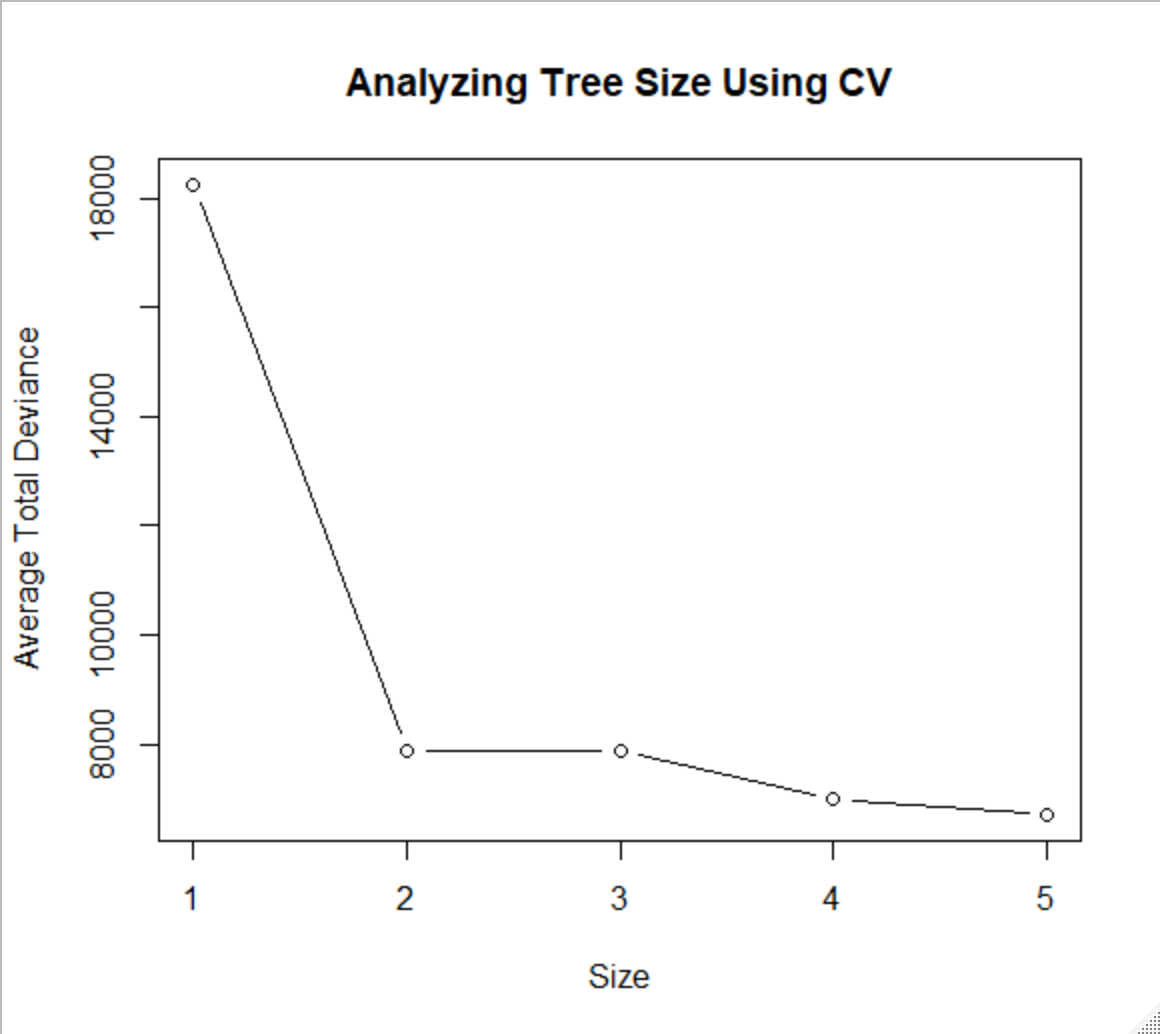 Analyzing Tree Size Using CV
Average Total Deviance
18000
14000
10000
8000
1 2 3 4 5
Size